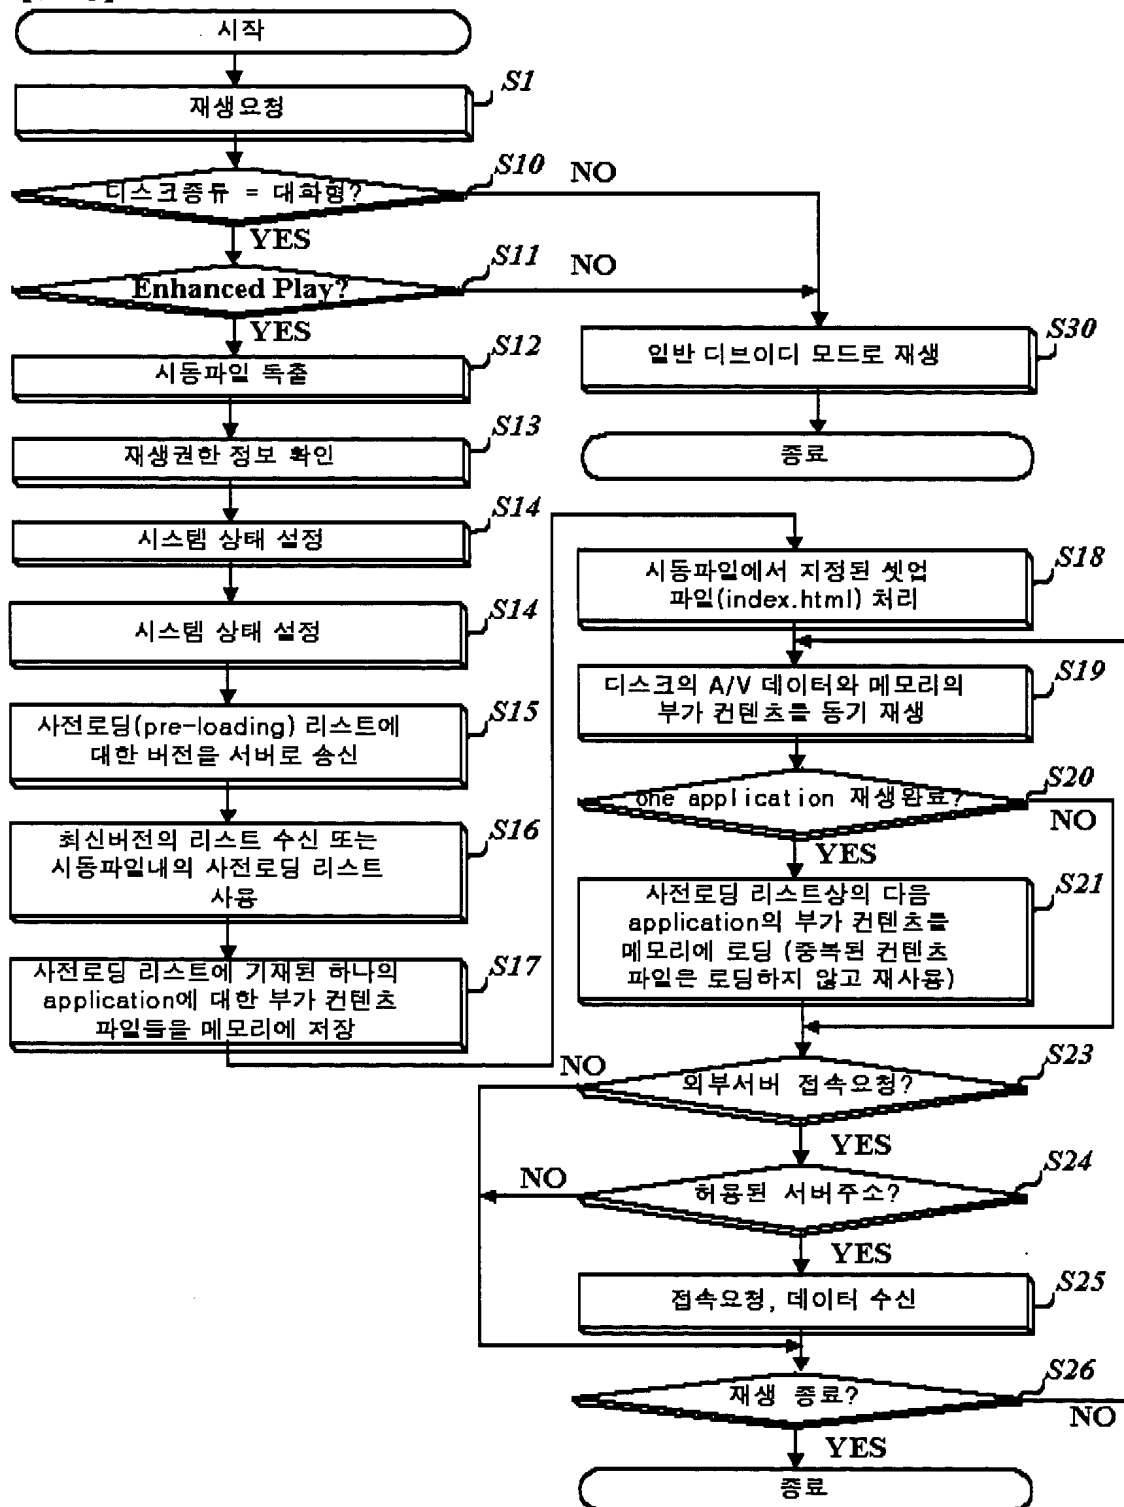 시작
S1
재생요청
S10
NO
디스크종류 = 대화형?
YES
S11
NO
Enhanced Play?
YES
S12
시동파일 독출
S13
재생권한 정보 확인
S14
시스템 상태 설정
S14
시스템 상태 설정
S15
사전로딩(pre-loading) 리스트에
대한 버전을 서버로 송신
S16
최신버전의 리스트 수신 또는
시동파일내의 사전로딩 리스트
사용
S17
사전로딩 리스트에 기재된 하나의
application에 대한 부가 컨텐츠
파일들을 메모리에 저장
S30
일반 디브이디 모드로 재생
종료
S18
시동파일에서 지정된 셋업
파일(index.html) 처리
S19
디스크의 A/V 데이터와 메모리의
부가 컨텐츠를 동기 재생
S20
one application 재생완료?
NO
YES
S21
사전로딩 리스트상의 다음
application의 부가 컨텐츠를
메모리에 로딩 (중복된 컨텐츠
파일은 로딩하지 않고 재사용)
S23
NO
외부서버 접속요청?
YES
S24
NO
허용된 서버주소?
YES
S25
접속요청, 데이터 수신
S26
재생 종료?
NO
YES
종료